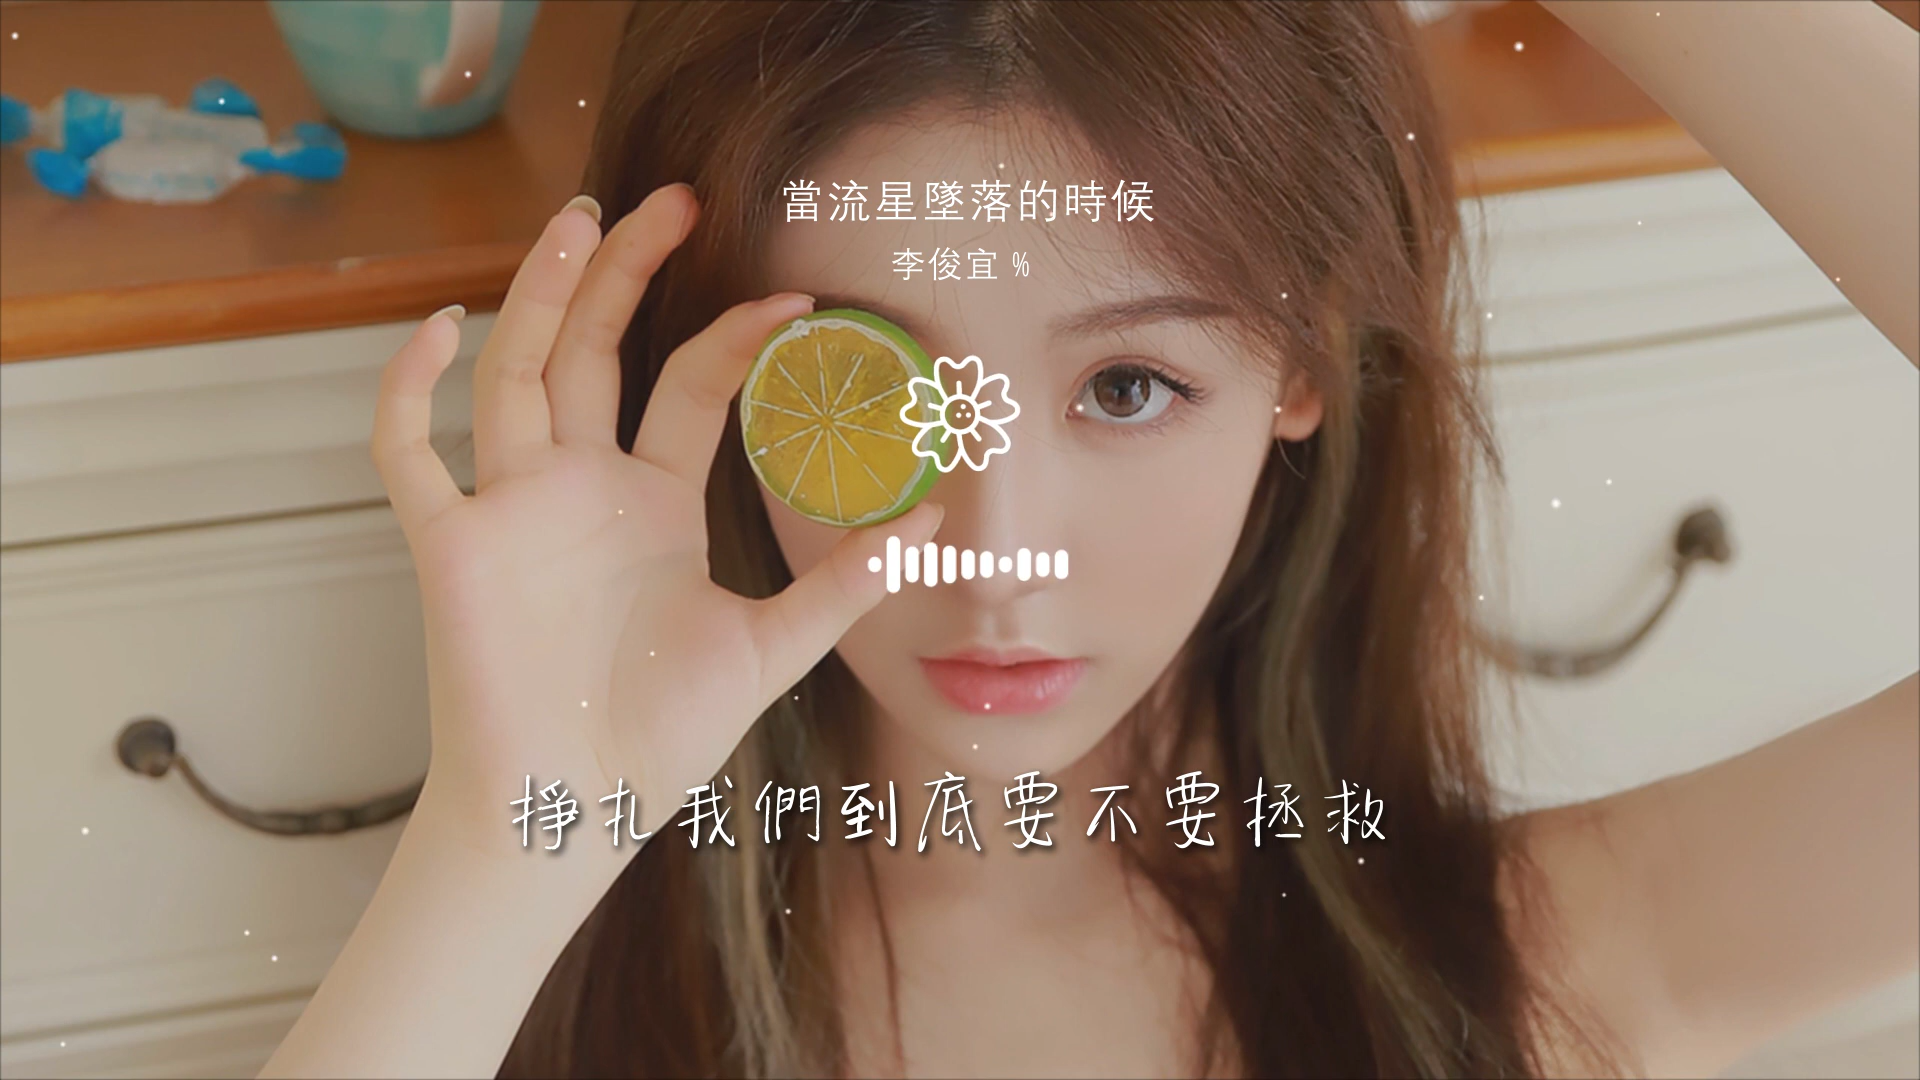 當流星墜落的時候
李俊宜 %
掙扎我們到底要不要拯救